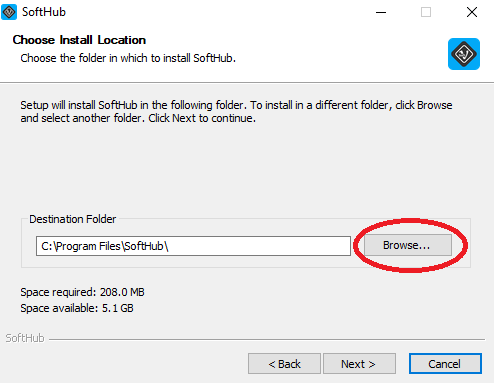 SoftHub
Choose Install Location
Choose the folder in which to install SoftHub.
Setup will install SoftHub in the following folder. To install in a different folder, click Browse
and select another folder. Click Next to continue.
Destination Folder
C:\Program Files\SoftHub\
Browse...
Space required: 208.0 MB
Space available: 5.1 GB
SoftHub
< Back
Next >
Cancel